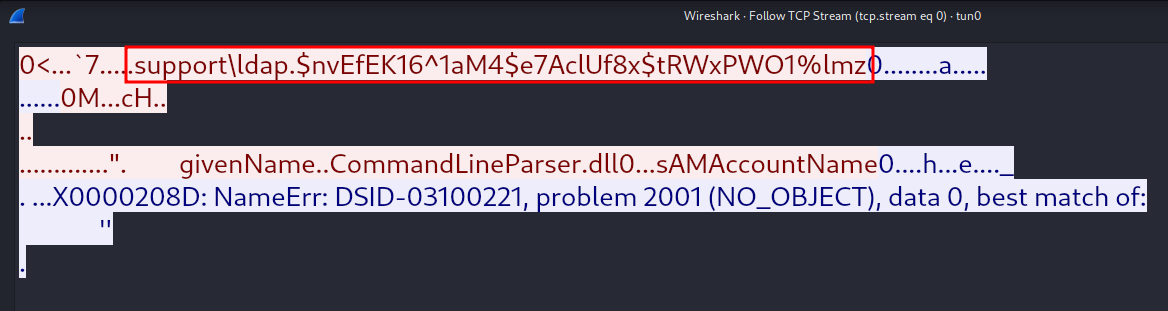 Wireshark · Follow TCP Stream (tcp.stream eq 0) · tun0
0<...`7.....support\ldap.$nvEfEK16^1aM4$e7AclUf8x$tRWxPWO1%lmz0........a.....
......0M...cH..
..
.............". givenName..CommandLineParser.dll0...sAMAccountName0....h...e...._
. ...X0000208D: NameErr: DSID-03100221, problem 2001 (NO_OBJECT), data 0, best match of:
''
.